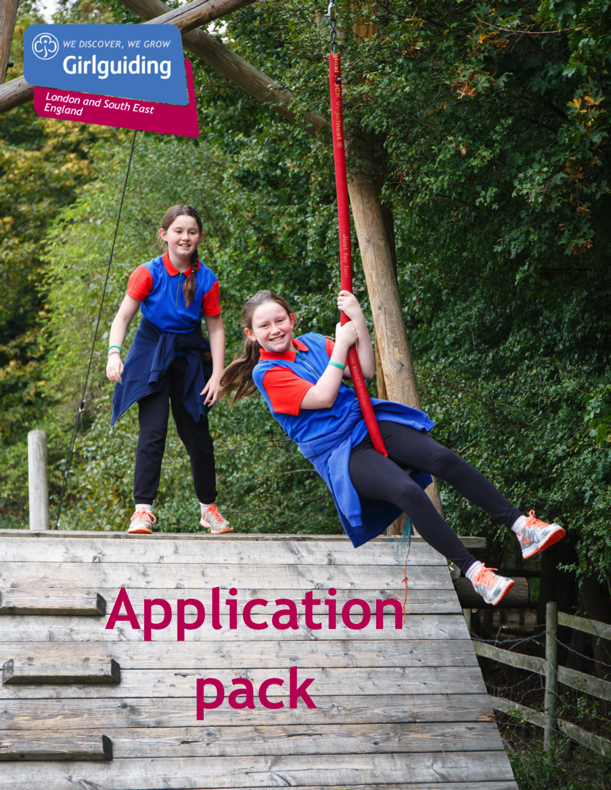 WE DISCOVER, WE GROW
Girlguiding
London and South East
England
Application
pack